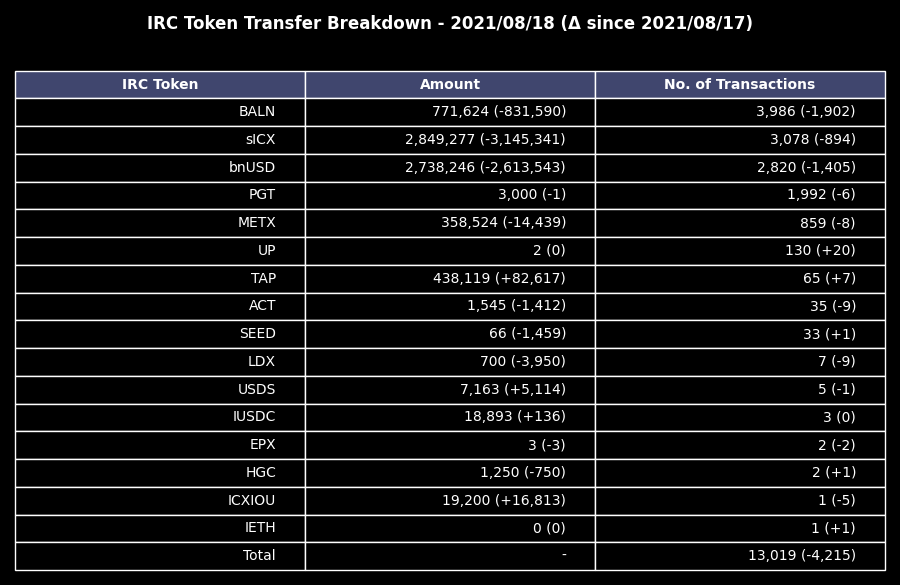 IRC Token Transfer Breakdown - 2021/08/18 (Δ since 2021/08/17)
IRC Token Amount No. of Transactions
BALN 771,624 (-831,590) 3,986 (-1,902)
sICX 2,849,277 (-3,145,341) 3,078 (-894)
bnUSD 2,738,246 (-2,613,543) 2,820 (-1,405)
PGT 3,000 (-1) 1,992 (-6)
METX 358,524 (-14,439) 859 (-8)
UP 2 (0) 130 (+20)
TAP 438,119 (+82,617) 65 (+7)
ACT 1,545 (-1,412) 35 (-9)
SEED 66 (-1,459) 33 (+1)
LDX 700 (-3,950) 7 (-9)
USDS 7,163 (+5,114) 5 (-1)
IUSDC 18,893 (+136) 3 (0)
EPX 3 (-3) 2 (-2)
HGC 1,250 (-750) 2 (+1)
ICXIOU 19,200 (+16,813) 1 (-5)
IETH 0 (0) 1 (+1)
Total - 13,019 (-4,215)